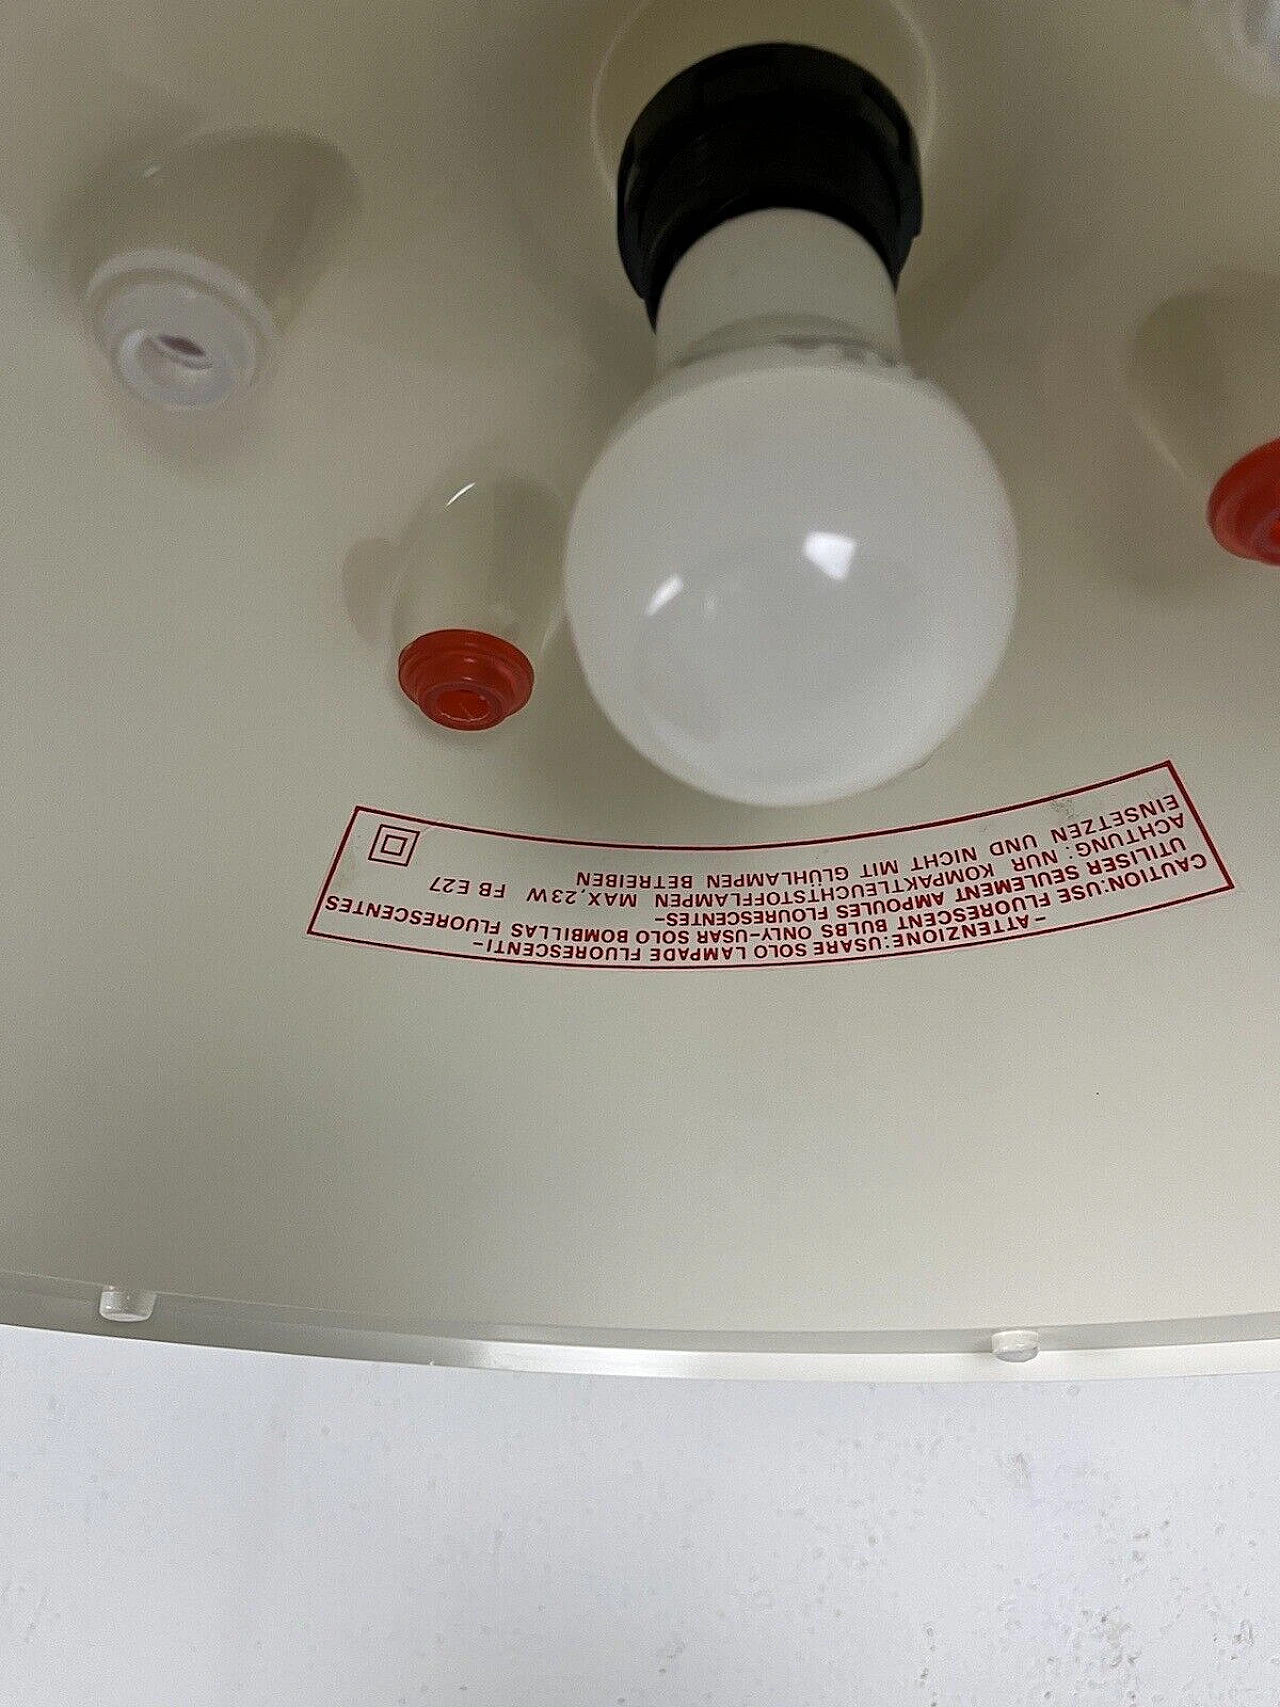 -ATTENZIONE:USARE SOLO LAMPADE FLUORESCENTI-
CAUTION:USE FLUORESCENT BULBS ONLY-USAR SOLO BOMBILLAS FLUORESCENTES
UTILISER SEULEMENT AMPOULES FLOURESCENTES-
ACHTUNG: NUR KOMPAKTLEUCHTSTOFFLAMPEN MAX,23W FB E27
EINSETZEN UND NICHT MIT GLÜHLAMPEN BETREIBEN